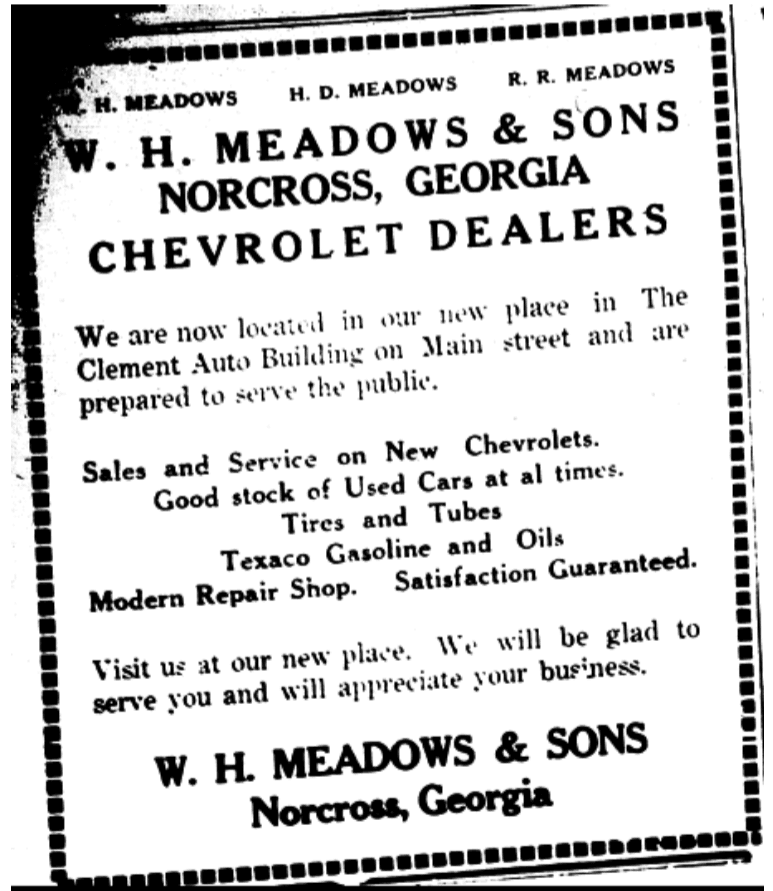 H. MEADOWS H. D. MEADOWS R. R. MEADOWS
W. H. MEADOWS & SONS
NORCROSS, GEORGIA
CHEVROLET DEALERS
We are now located in our new place in The
Clement Auto Building on Main street and are
prepared to serve the public.
Sales and Service on New Chevrolets.
Good stock of Used Cars at al times.
Tires and Tubes
Texaco Gasoline and Oils
Modern Repair Shop. Satisfaction Guaranteed.
Visit us at our new place. We will be glad to
serve you and will appreciate your business.
W. H. MEADOWS & SONS
Norcross, Georgia